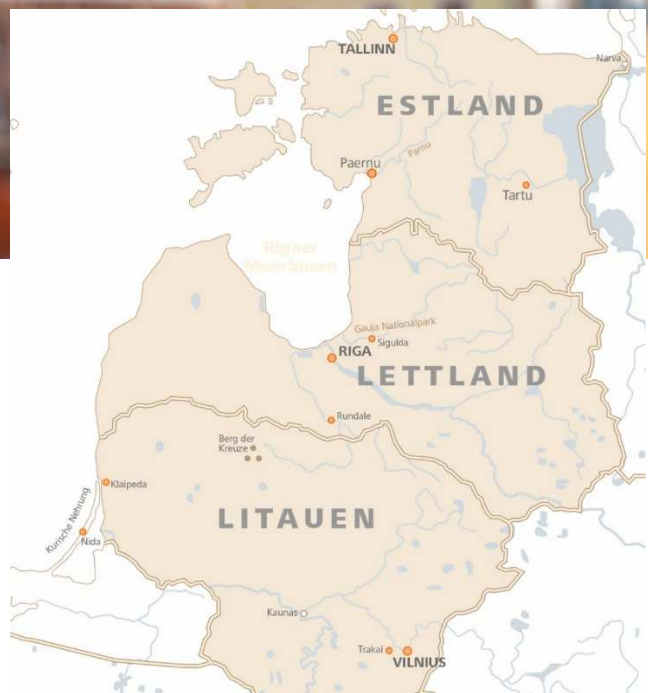 TALLINN
Narva
ESTLAND
Paernu
Parnu
Tartu
Rigaer
Meerbusen
Gauja Nationalpark
Sigulda
RIGA
LETTLAND
Rundale
Berg der
Kreuze
Klaipeda
Kurische Nehrung
LITAUEN
Nida
Kaunas
Trakai
VILNIUS